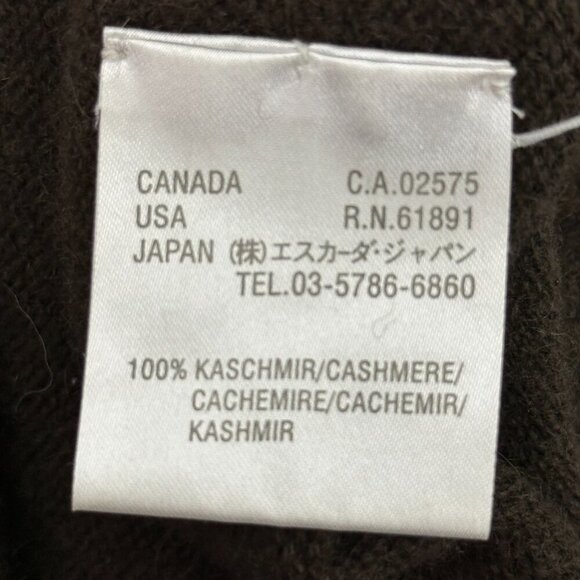 CANADA C.A.02575
USA R.N.61891
JAPAN (株)エスカーダ・ジャパン
TEL.03-5786-6860
100% KASCHMIR/CASHMERE/
CACHEMIRE/CACHEMIR/
KASHMIR